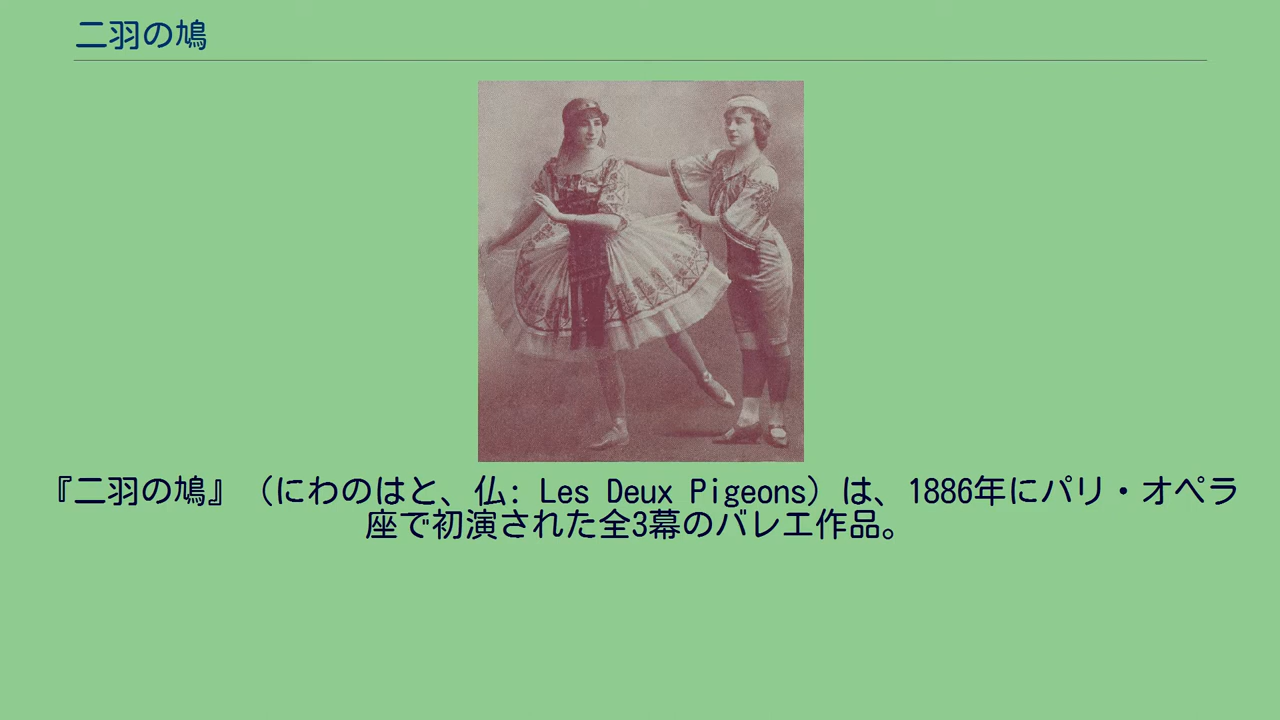 二羽の鳩
『二羽の鳩』（にわのはと、仏: Les Deux Pigeons）は、1886年にパリ・オペラ
座で初演された全3幕のバレエ作品。